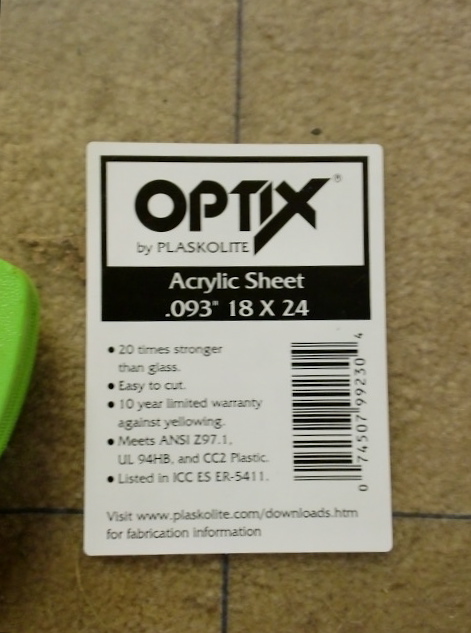 OPTIX®
by PLASKOLITE
Acrylic Sheet
.093" 18 X 24
• 20 times stronger
than glass.
• Easy to cut.
• 10 year limited warranty
against yellowing.
• Meets ANSI Z97.1,
UL 94HB, and CC2 Plastic.
• Listed in ICC ES ER-5411.
0 74507 99230 4
Visit www.plaskolite.com/downloads.htm
for fabrication information